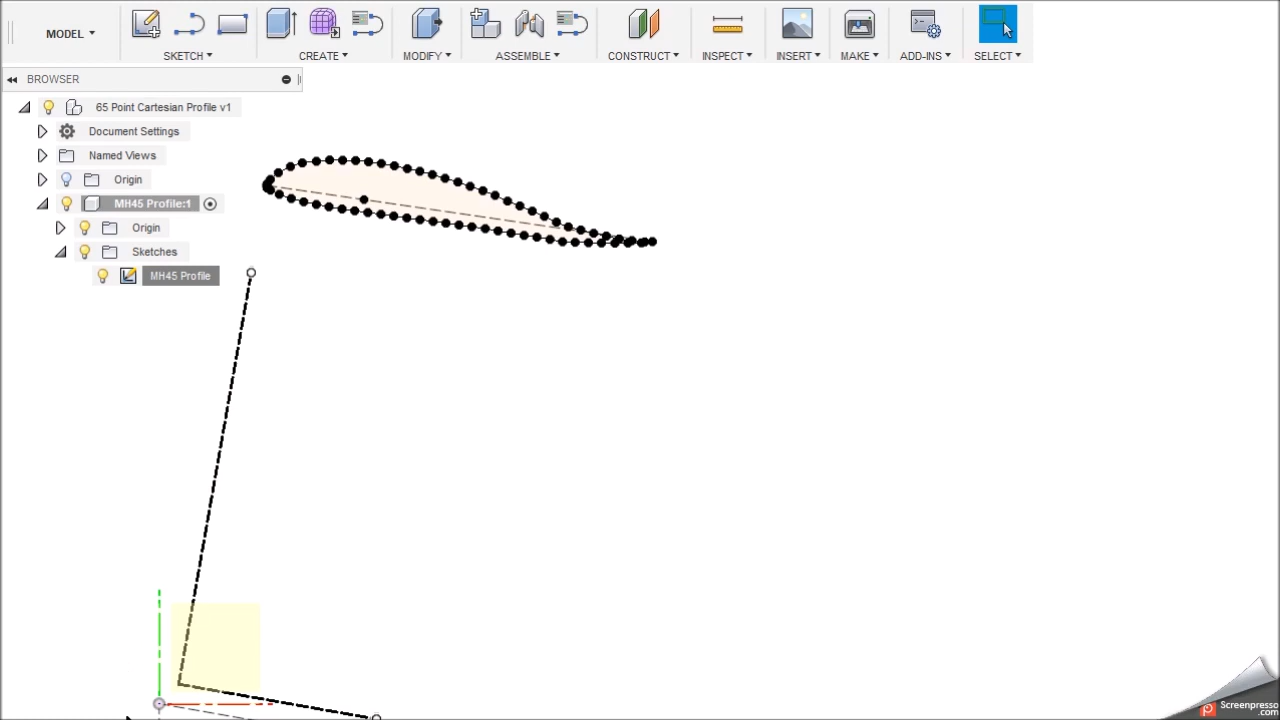 MODEL
SKETCH
CREATE
MODIFY
ASSEMBLE
CONSTRUCT
INSPECT
INSERT
MAKE
ADD-INS
SELECT
BROWSER
65 Point Cartesian Profile v1
Document Settings
Named Views
Origin
MH45 Profile:1
Origin
Sketches
MH45 Profile
Screenpresso
.com